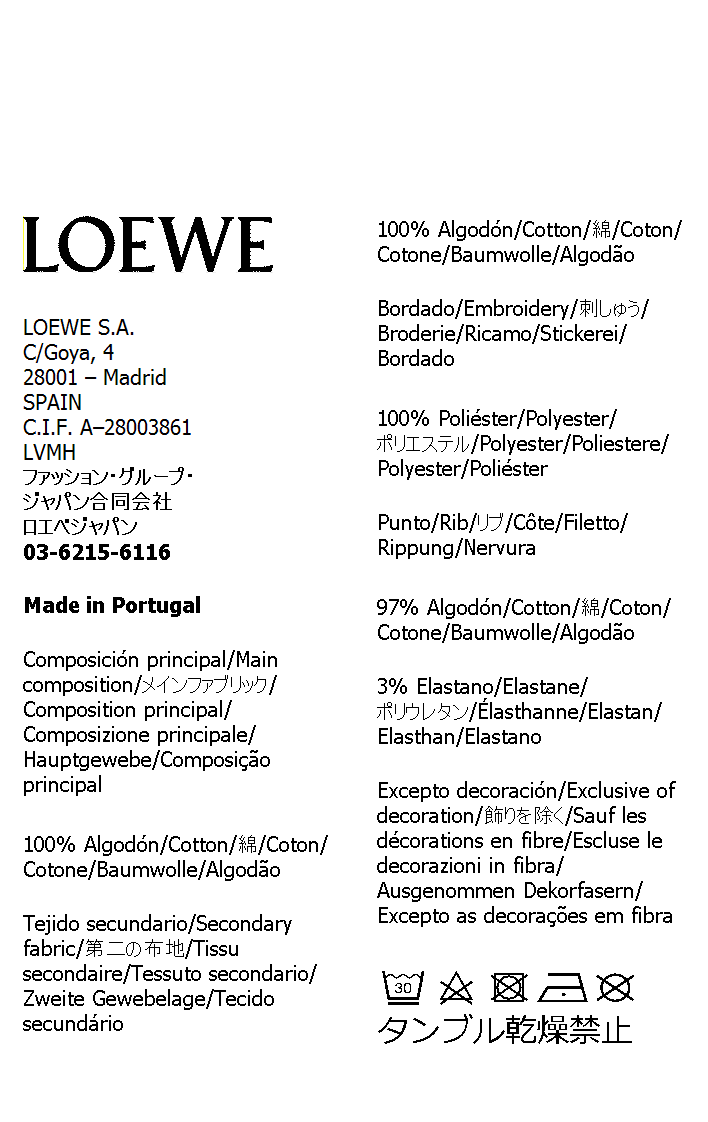 LOEWE
LOEWE S.A.
C/Goya, 4
28001 – Madrid
SPAIN
C.I.F. A–28003861
LVMH
ファッション・グループ・
ジャパン合同会社
ロエベジャパン
03-6215-6116
Made in Portugal
Composición principal/Main
composition/メインファブリック/
Composition principal/
Composizione principale/
Hauptgewebe/Composição
principal
100% Algodón/Cotton/綿/Coton/
Cotone/Baumwolle/Algodão
Tejido secundario/Secondary
fabric/第二の布地/Tissu
secondaire/Tessuto secondario/
Zweite Gewebelage/Tecido
secundário
100% Algodón/Cotton/綿/Coton/
Cotone/Baumwolle/Algodão
Bordado/Embroidery/刺しゅう/
Broderie/Ricamo/Stickerei/
Bordado
100% Poliéster/Polyester/
ポリエステル/Polyester/Poliestere/
Polyester/Poliéster
Punto/Rib/リブ/Côte/Filetto/
Rippung/Nervura
97% Algodón/Cotton/綿/Coton/
Cotone/Baumwolle/Algodão
3% Elastano/Elastane/
ポリウレタン/Élasthanne/Elastan/
Elasthan/Elastano
Excepto decoración/Exclusive of
decoration/飾りを除く/Sauf les
décorations en fibre/Escluse le
decorazioni in fibra/
Ausgenommen Dekorfasern/
Excepto as decorações em fibra
30
タンブル乾燥禁止